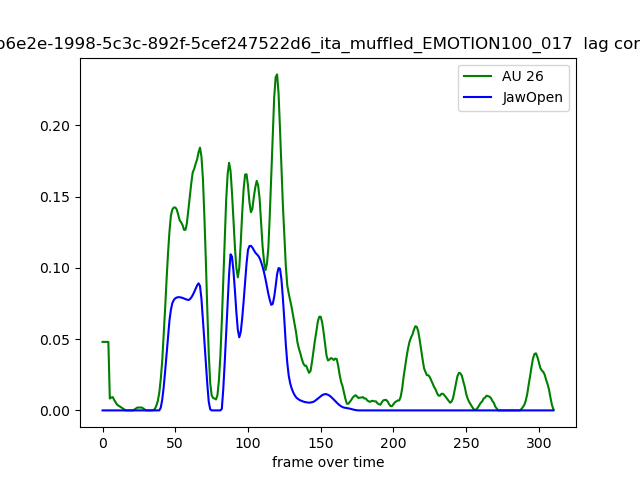 b6e2e-1998-5c3c-892f-5cef247522d6_ita_muffled_EMOTION100_017 lag cor
AU 26
JawOpen
0.20
0.15
0.10
0.05
0.00
0 50 100 150 200 250 300
frame over time